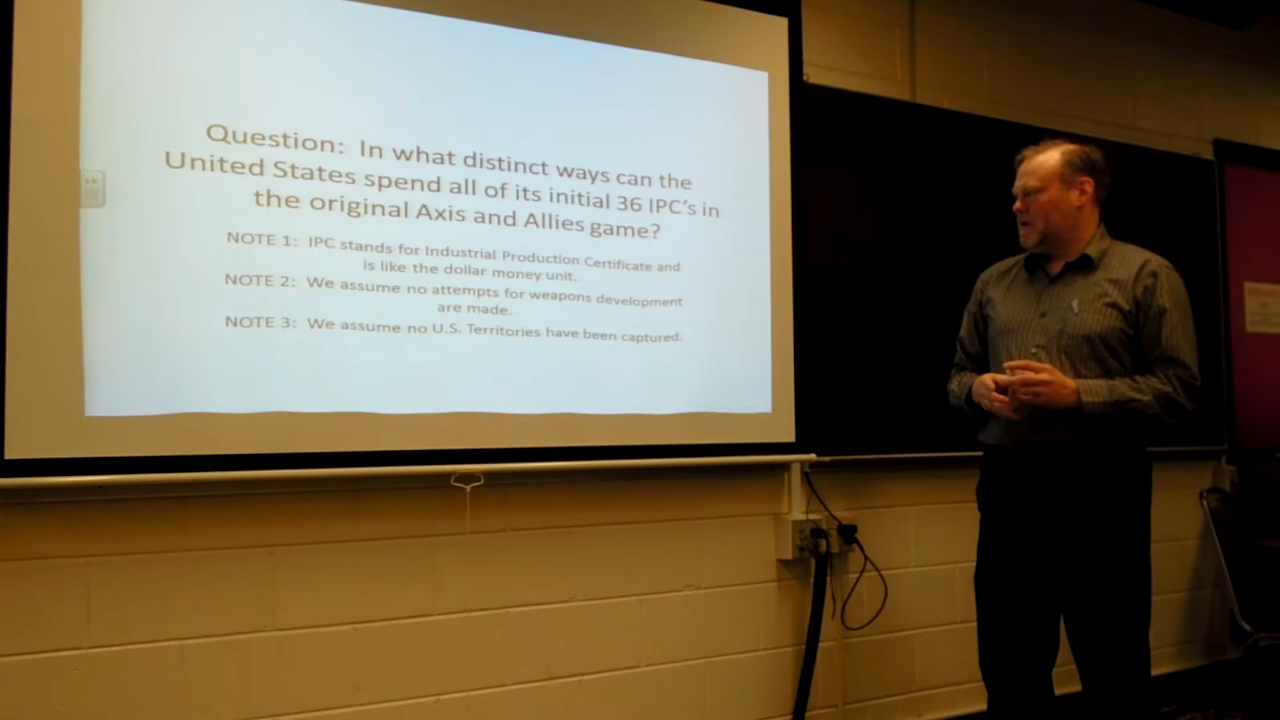 Question: In what distinct ways can the
United States spend all of its initial 36 IPC's in
the original Axis and Allies game?
NOTE 1: IPC stands for Industrial Production Certificate and
is like the dollar money unit.
NOTE 2: We assume no attempts for weapons development
are made.
NOTE 3: We assume no U.S. Territories have been captured.